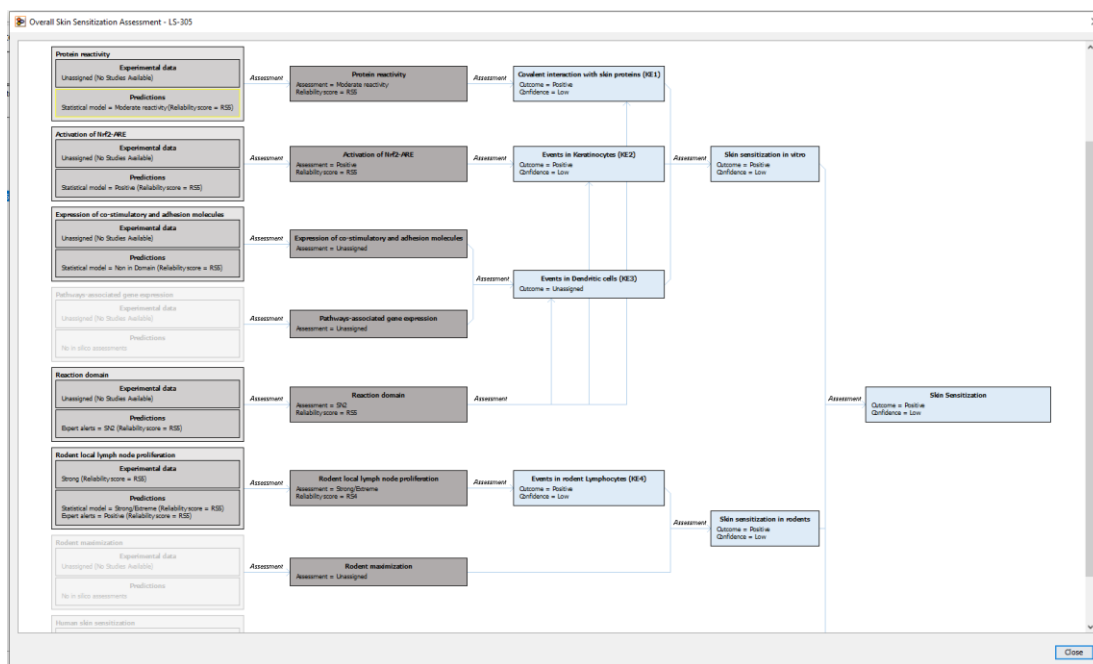 Overall Skin Sensitization Assessment - LS-305
Protein reactivity
Experimental data
Unassigned (No Studies Available)
Predictions
Statistical model = Moderate reactivity (Reliability score = RS5)
Assessment
Protein reactivity
Assessment = Moderate reactivity
Reliability score = RS5
Assessment
Covalent interaction with skin proteins (KE1)
Outcome = Positive
Confidence = Low
Activation of Nrf2-ARE
Experimental data
Unassigned (No Studies Available)
Predictions
Statistical model = Positive (Reliability score = RS5)
Assessment
Activation of Nrf2-ARE
Assessment = Positive
Reliability score = RS5
Assessment
Events in Keratinocytes (KE2)
Outcome = Positive
Confidence = Low
Assessment
Skin sensitization in vitro
Outcome = Positive
Confidence = Low
Expression of co-stimulatory and adhesion molecules
Experimental data
Unassigned (No Studies Available)
Predictions
Statistical model = Non in Domain (Reliability score = RS5)
Assessment
Expression of co-stimulatory and adhesion molecules
Assessment = Unassigned
Assessment
Events in Dendritic cells (KE3)
Outcome = Unassigned
Pathways-associated gene expression
Experimental data
Unassigned (No Studies Available)
Predictions
No in silico assessments
Assessment
Pathways-associated gene expression
Assessment = Unassigned
Reaction domain
Experimental data
Unassigned (No Studies Available)
Predictions
Expert alerts = SN2 (Reliability score = RS5)
Assessment
Reaction domain
Assessment = SN2
Reliability score = RS5
Assessment
Assessment
Skin Sensitization
Outcome = Positive
Confidence = Low
Rodent local lymph node proliferation
Experimental data
Strong (Reliability score = RS5)
Predictions
Statistical model = Strong/Extreme (Reliability score = RS5)
Expert alerts = Positive (Reliability score = RS5)
Assessment
Rodent local lymph node proliferation
Assessment = Strong/Extreme
Reliability score = RS4
Assessment
Events in rodent Lymphocytes (KE4)
Outcome = Positive
Confidence = Low
Assessment
Skin sensitization in rodents
Outcome = Positive
Confidence = Low
Rodent maximization
Experimental data
Unassigned (No Studies Available)
Predictions
No in silico assessments
Assessment
Rodent maximization
Assessment = Unassigned
Human skin sensitization
Close